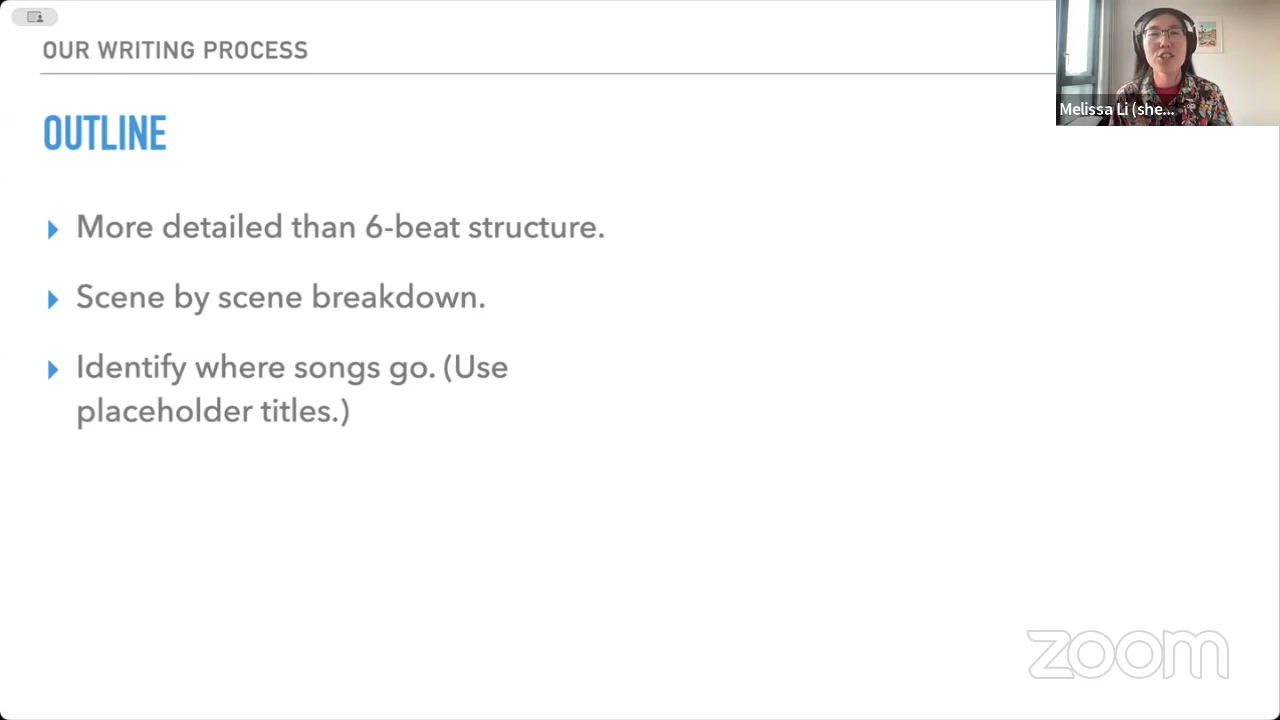 OUR WRITING PROCESS
Melissa Li (she...
OUTLINE
More detailed than 6-beat structure.
Scene by scene breakdown.
Identify where songs go. (Use
placeholder titles.)
zoom